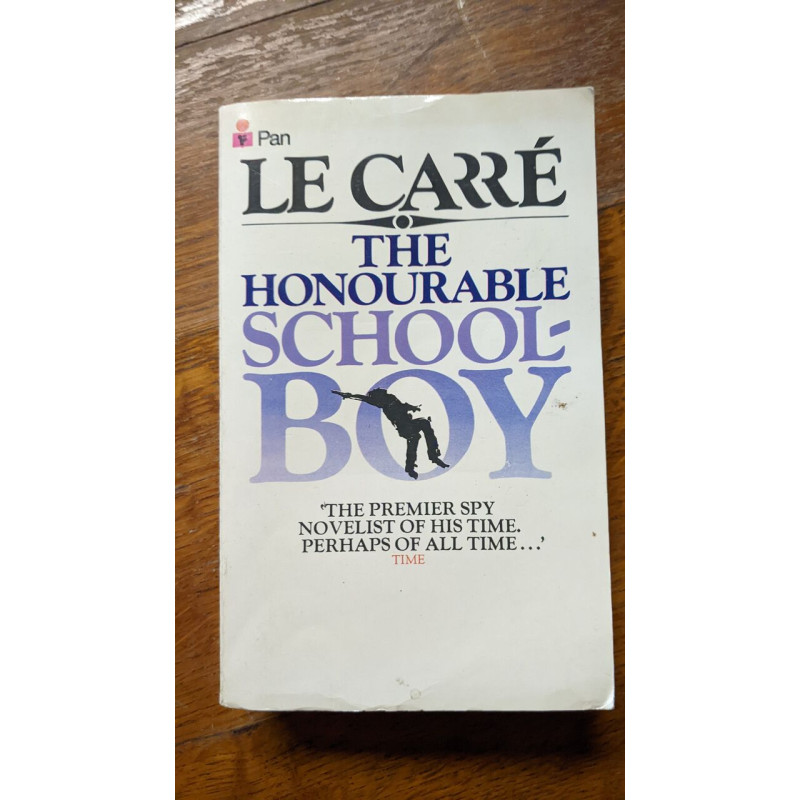 Pan
LE CARRÉ
THE
HONOURABLE
SCHOOL-
BOY
'THE PREMIER SPY
NOVELIST OF HIS TIME.
PERHAPS OF ALL TIME...'
TIME